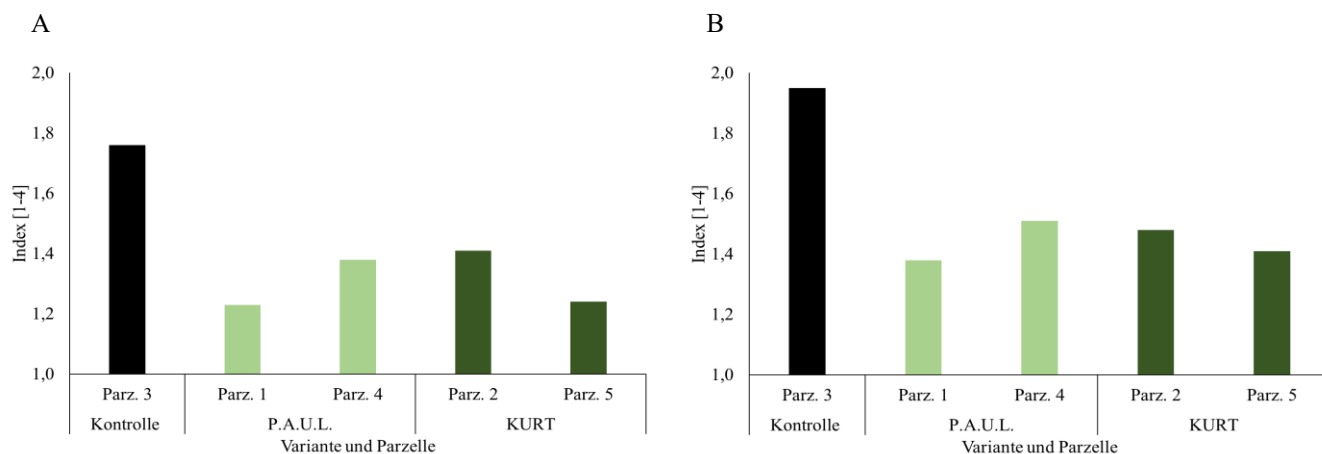 A
2,0
1,8
1,6
1,4
1,2
1,0
Index [1-4]
Parz. 3 Parz. 1 Parz. 4 Parz. 2 Parz. 5
Kontrolle P.A.U.L. KURT
Variante und Parzelle
B
2,0
1,8
1,6
1,4
1,2
1,0
Index [1-4]
Parz. 3 Parz. 1 Parz. 4 Parz. 2 Parz. 5
Kontrolle P.A.U.L. KURT
Variante und Parzelle